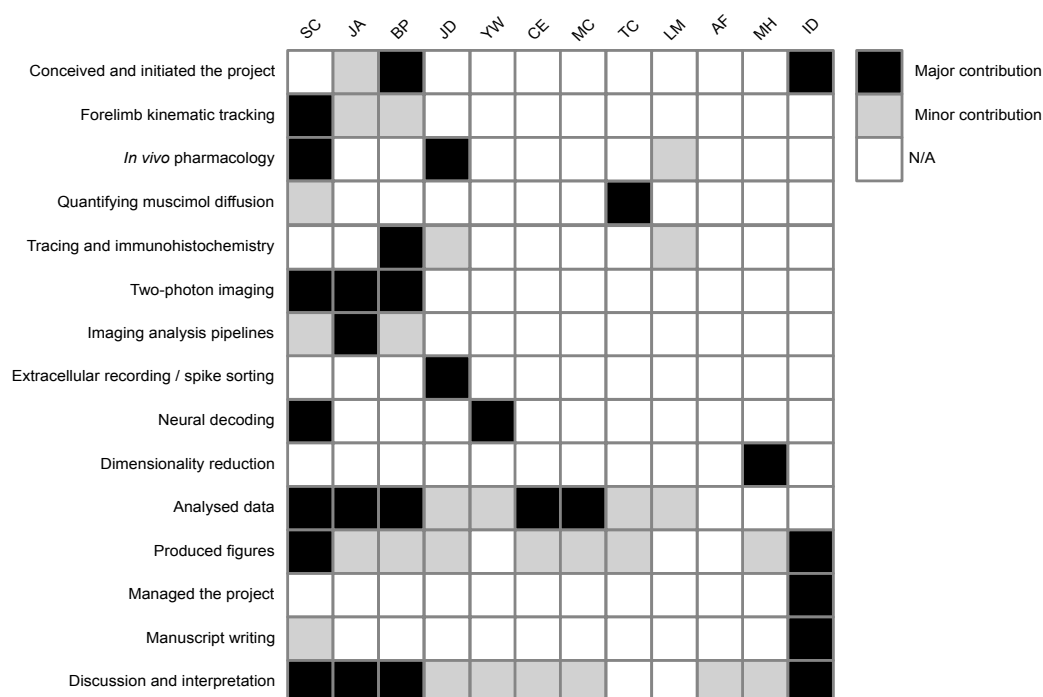 SC JA BP JD YW CE MC TC LM AF MH ID
Conceived and initiated the project
Major contribution
Forelimb kinematic tracking
Minor contribution
In vivo pharmacology
N/A
Quantifying muscimol diffusion
Tracing and immunohistochemistry
Two-photon imaging
Imaging analysis pipelines
Extracellular recording / spike sorting
Neural decoding
Dimensionality reduction
Analysed data
Produced figures
Managed the project
Manuscript writing
Discussion and interpretation